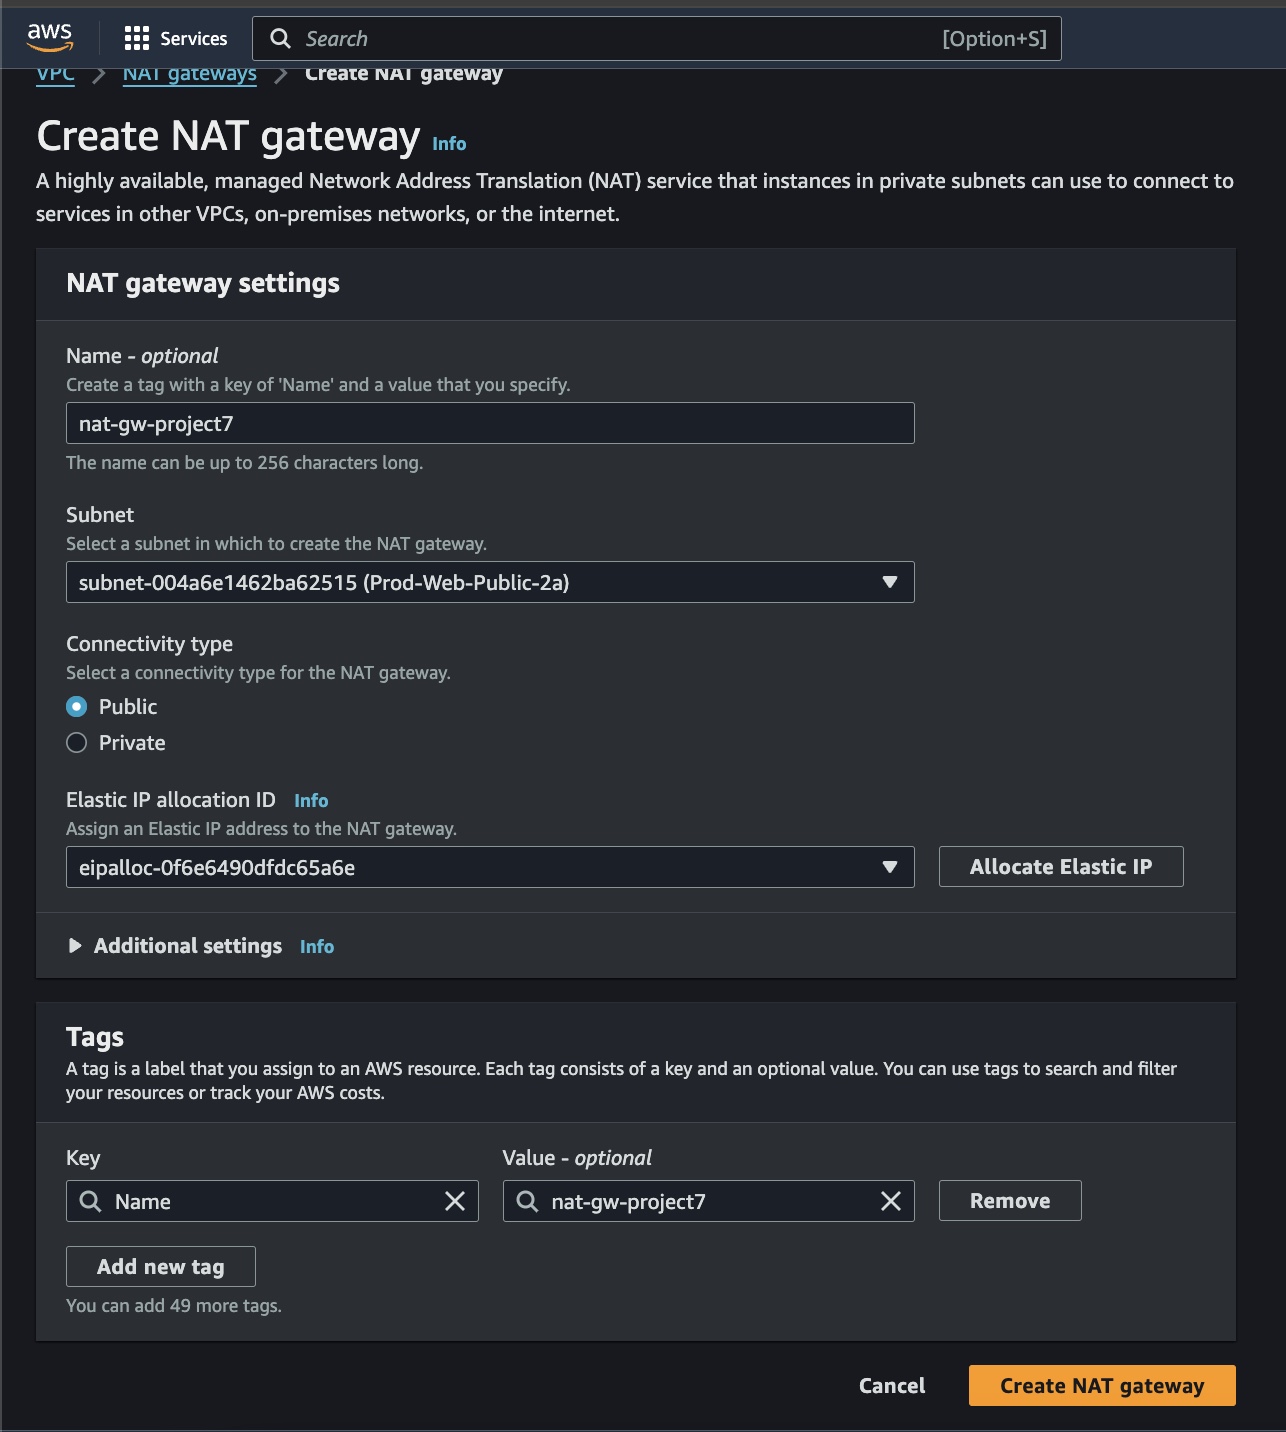 aws
Services
Search
[Option+S]
VPC > NAT gateways > Create NAT gateway
Create NAT gateway Info
A highly available, managed Network Address Translation (NAT) service that instances in private subnets can use to connect to
services in other VPCs, on-premises networks, or the internet.
NAT gateway settings
Name - optional
Create a tag with a key of 'Name' and a value that you specify.
nat-gw-project7
The name can be up to 256 characters long.
Subnet
Select a subnet in which to create the NAT gateway.
subnet-004a6e1462ba62515 (Prod-Web-Public-2a)
Connectivity type
Select a connectivity type for the NAT gateway.
Public
Private
Elastic IP allocation ID Info
Assign an Elastic IP address to the NAT gateway.
eipalloc-0f6e6490dfdc65a6e
Allocate Elastic IP
Additional settings Info
Tags
A tag is a label that you assign to an AWS resource. Each tag consists of a key and an optional value. You can use tags to search and filter
your resources or track your AWS costs.
Key
Value - optional
Name
nat-gw-project7
Remove
Add new tag
You can add 49 more tags.
Cancel
Create NAT gateway